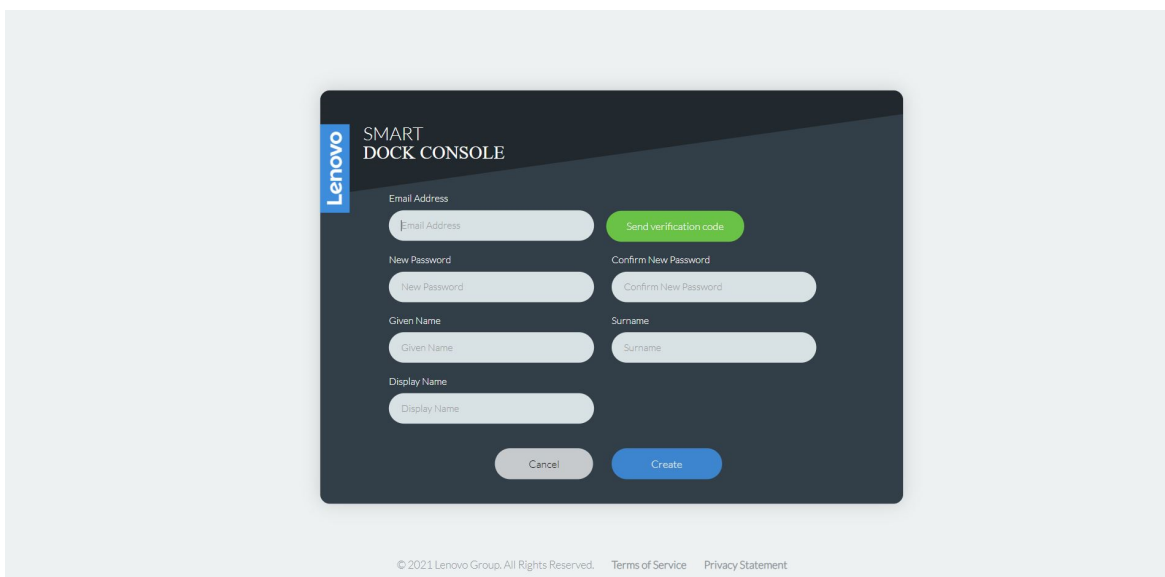 Lenovo
SMART
DOCK CONSOLE
Email Address
Email Address
Send verification code
New Password
Confirm New Password
New Password
Confirm New Password
Given Name
Surname
Given Name
Surname
Display Name
Display Name
Cancel
Create
© 2021 Lenovo Group. All Rights Reserved. Terms of Service Privacy Statement